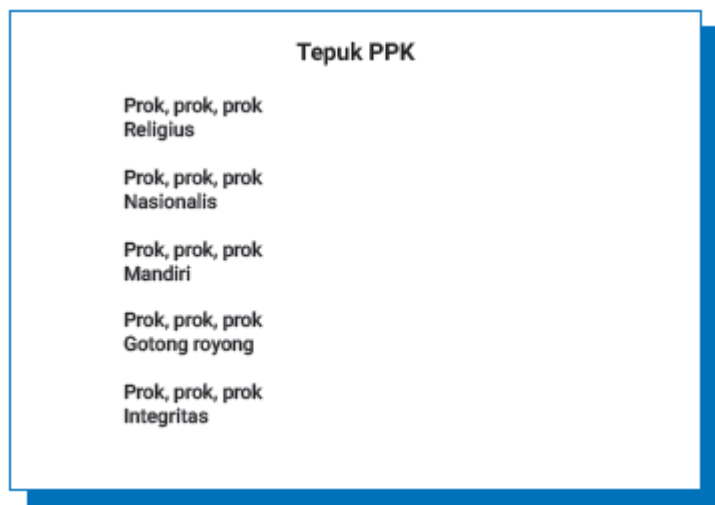 Tepuk PPK
Prok, prok, prok
Religius
Prok, prok, prok
Nasionalis
Prok, prok, prok
Mandiri
Prok, prok, prok
Gotong royong
Prok, prok, prok
Integritas